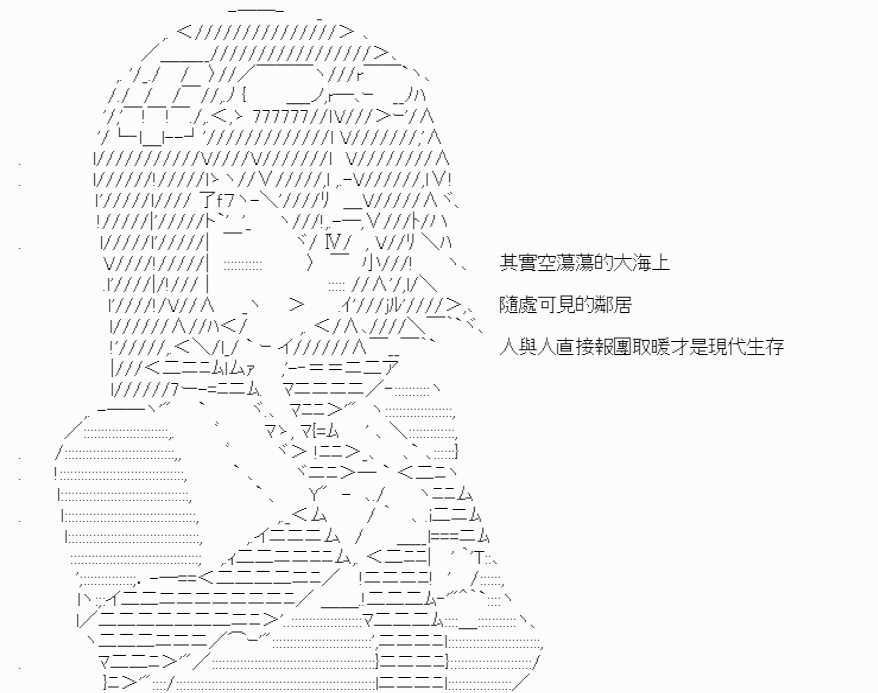 其實空蕩蕩的大海上
隨處可見的鄰居
人與人直接報團取暖才是現代生存